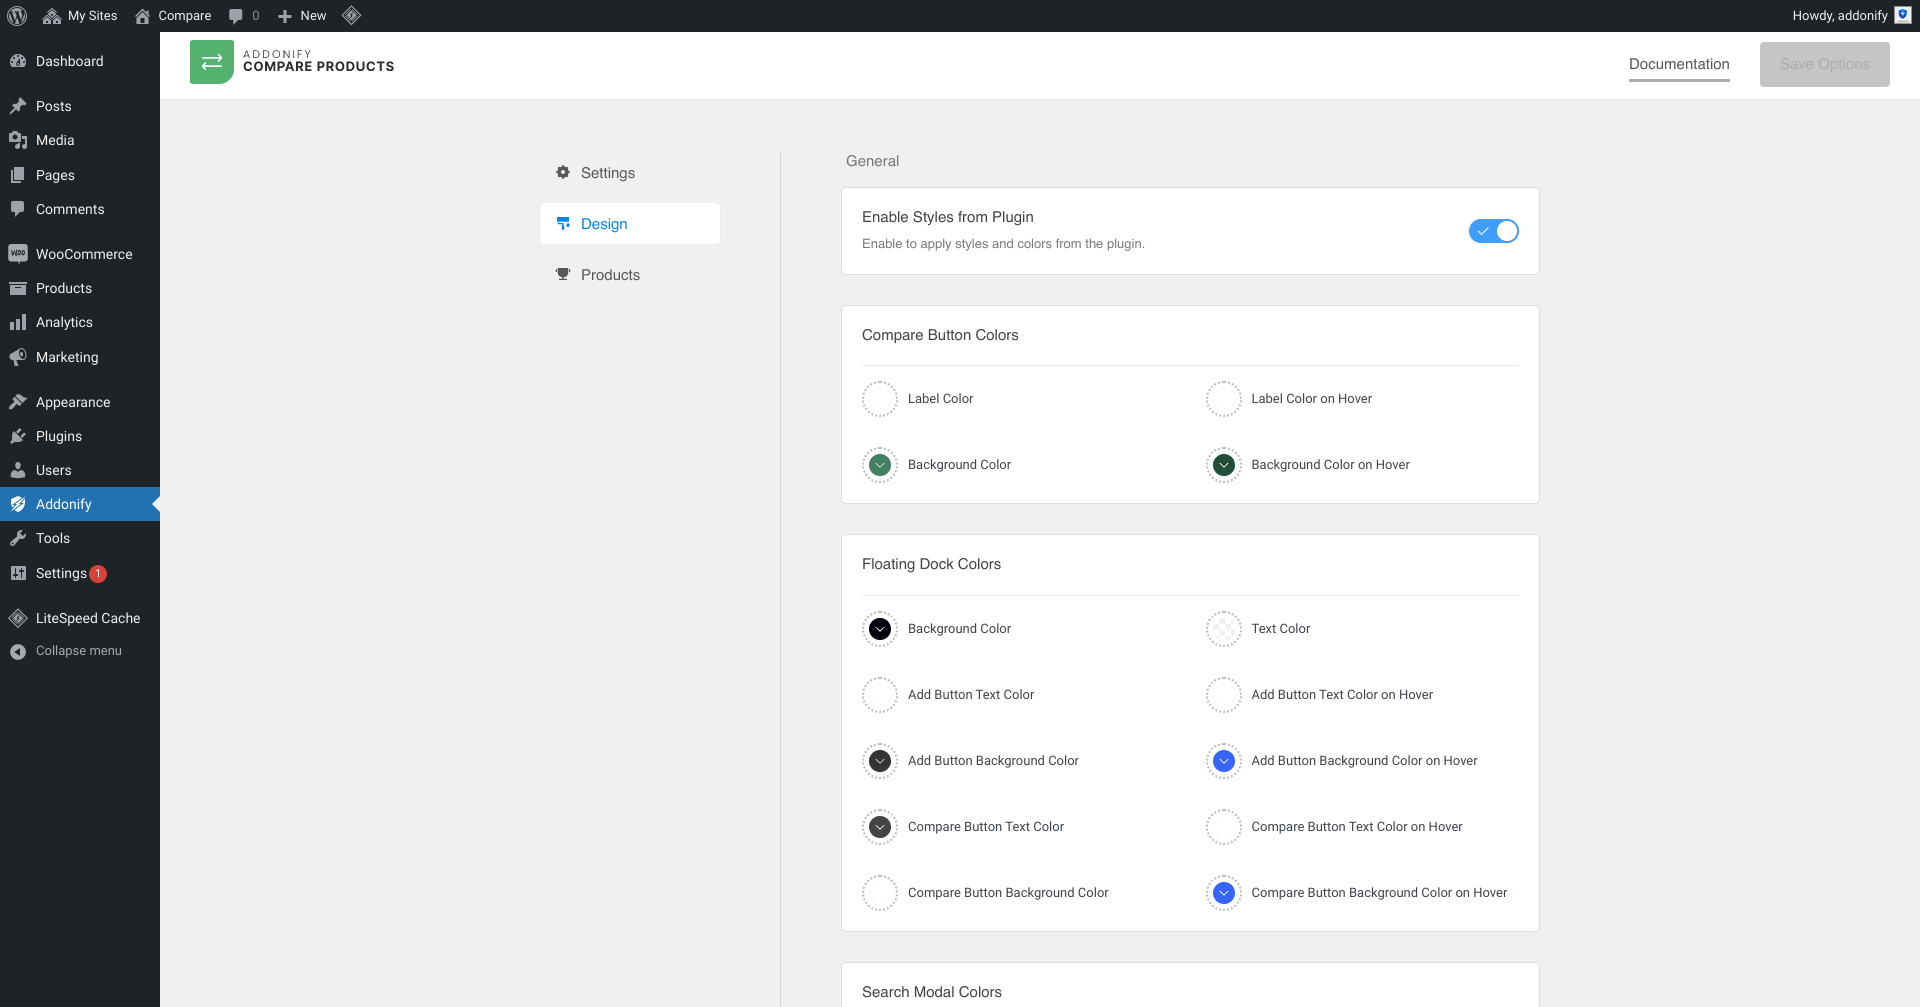 My Sites
Compare
0
New
Howdy, addonify
Dashboard
Posts
Media
Pages
Comments
WOO WooCommerce
Products
Analytics
Marketing
Appearance
Plugins
Users
Addonify
Tools
Settings 1
LiteSpeed Cache
Collapse menu
ADDONIFY
COMPARE PRODUCTS
Documentation
Save Options
Settings
Design
Products
General
Enable Styles from Plugin
Enable to apply styles and colors from the plugin.
Compare Button Colors
Label Color
Label Color on Hover
Background Color
Background Color on Hover
Floating Dock Colors
Background Color
Text Color
Add Button Text Color
Add Button Text Color on Hover
Add Button Background Color
Add Button Background Color on Hover
Compare Button Text Color
Compare Button Text Color on Hover
Compare Button Background Color
Compare Button Background Color on Hover
Search Modal Colors